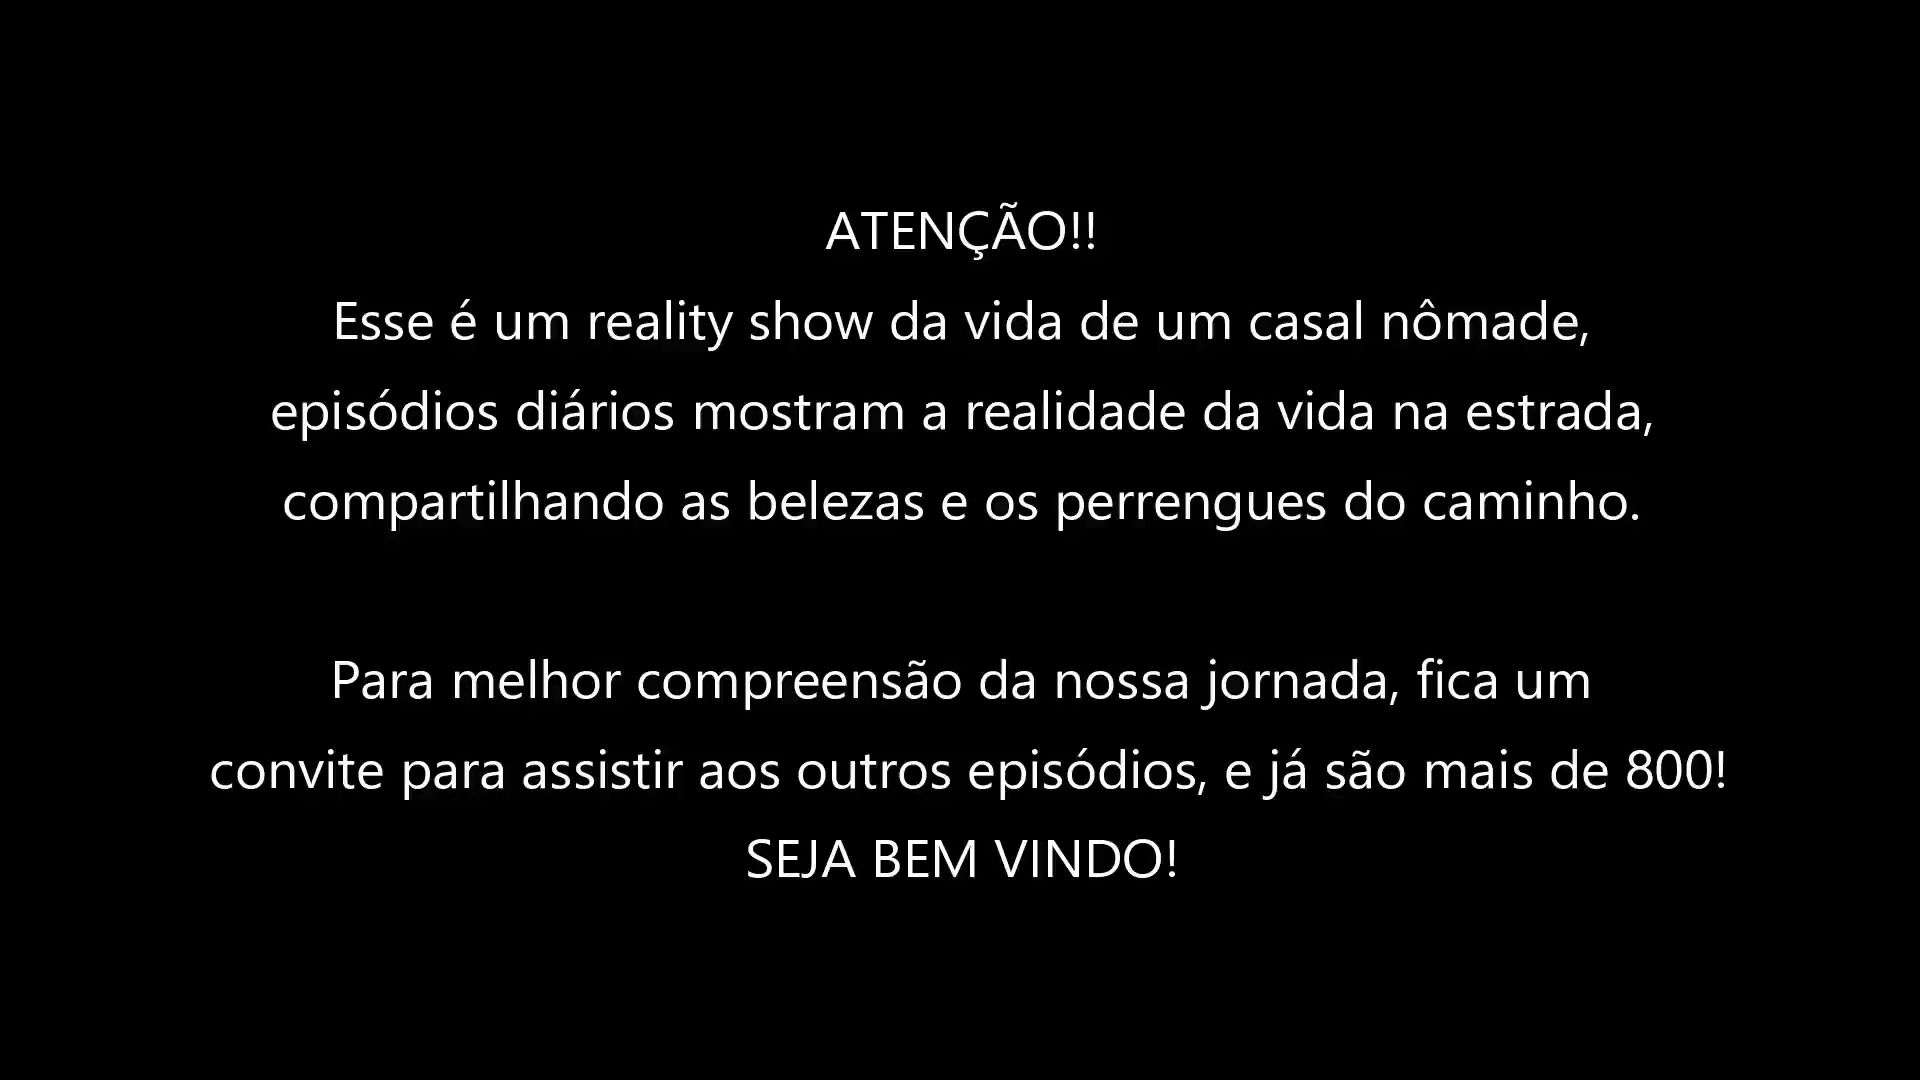 ATENÇÃO!!
Esse é um reality show da vida de um casal nômade,
episódios diários mostram a realidade da vida na estrada,
compartilhando as belezas e os perrengues do caminho.
Para melhor compreensão da nossa jornada, fica um
convite para assistir aos outros episódios, e já são mais de 800!
SEJA BEM VINDO!